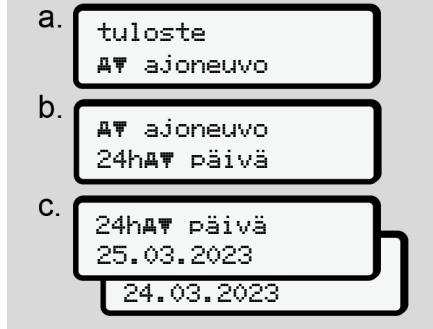 a.
tuloste
A▼ ajoneuvo
b.
A▼ ajoneuvo
24hA▼ päivä
c.
24hA▼ päivä
25.03.2023
24.03.2023